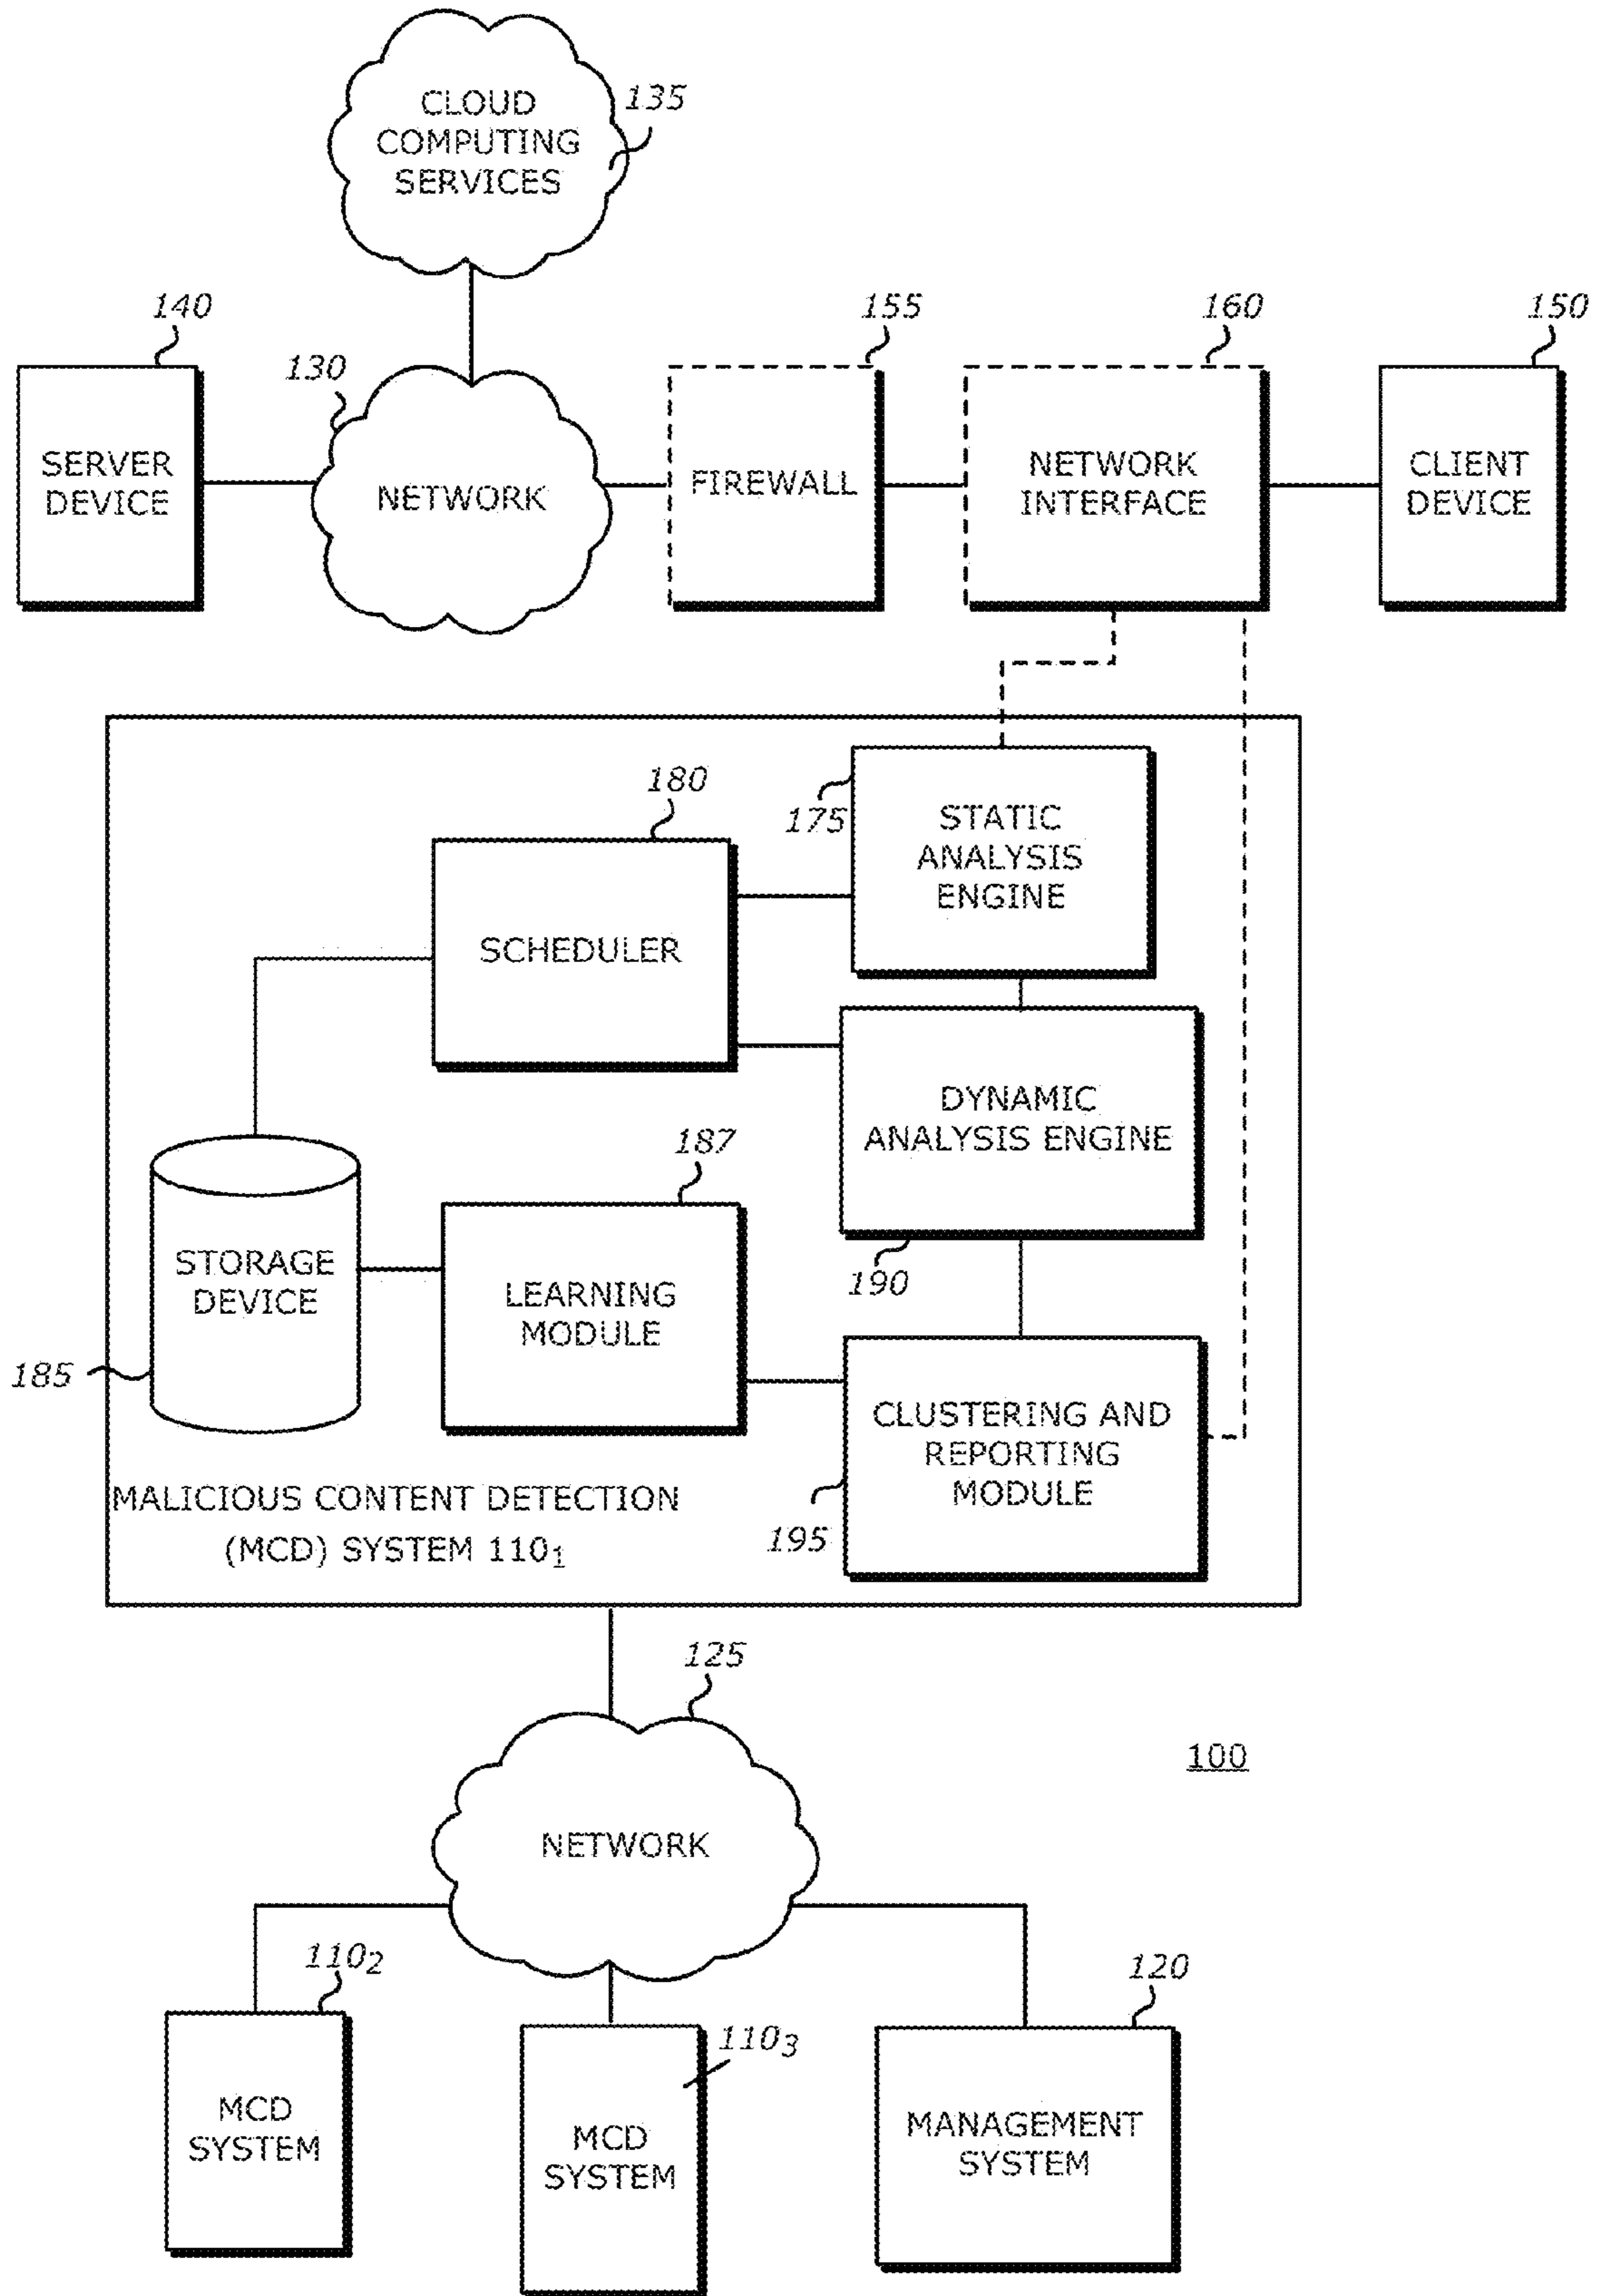 CLOUD
COMPUTING
SERVICES
135
140
130
155
160
150
SERVER
DEVICE
NETWORK
FIREWALL
NETWORK
INTERFACE
CLIENT
DEVICE
180
175
STATIC
ANALYSIS
ENGINE
SCHEDULER
DYNAMIC
ANALYSIS ENGINE
187
190
STORAGE
DEVICE
LEARNING
MODULE
185
CLUSTERING AND
REPORTING
MODULE
195
MALICIOUS CONTENT DETECTION
(MCD) SYSTEM 110₁
125
100
NETWORK
110₂
120
110₃
MCD
SYSTEM
MCD
SYSTEM
MANAGEMENT
SYSTEM